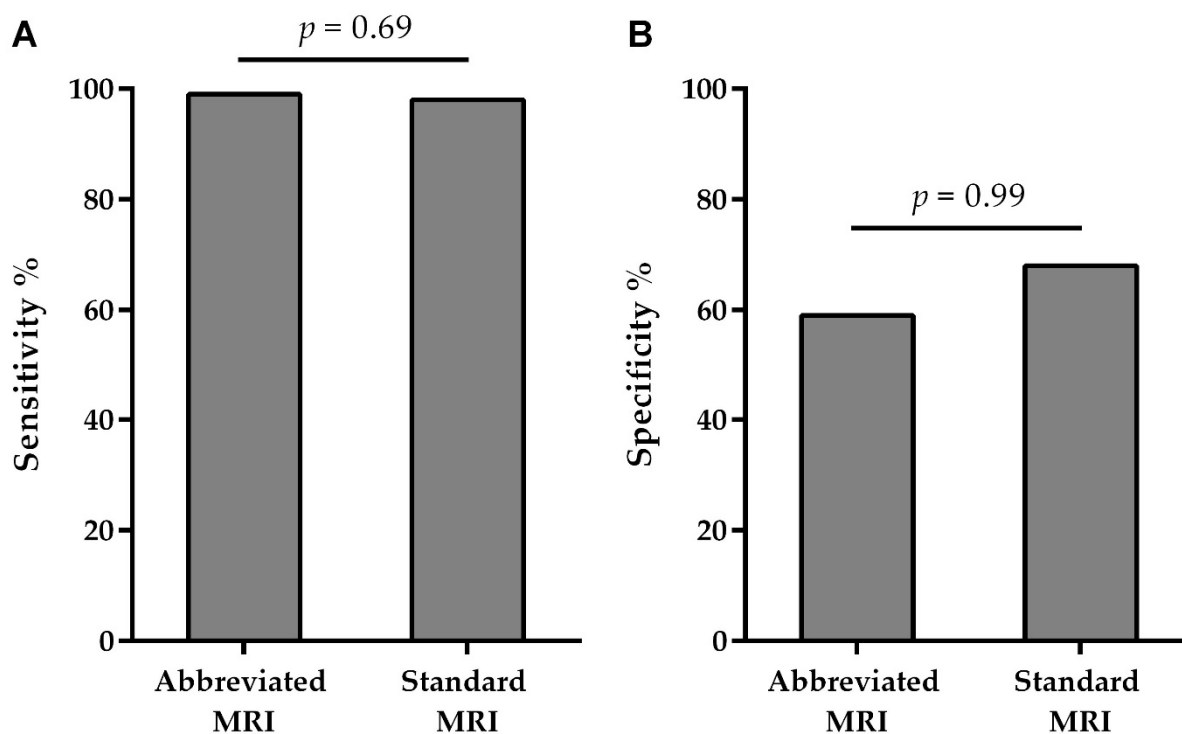 A
p = 0.69
100
80
60
40
20
0
Sensitivity %
Abbreviated
MRI
Standard
MRI
B
p = 0.99
100
80
60
40
20
0
Specificity %
Abbreviated
MRI
Standard
MRI